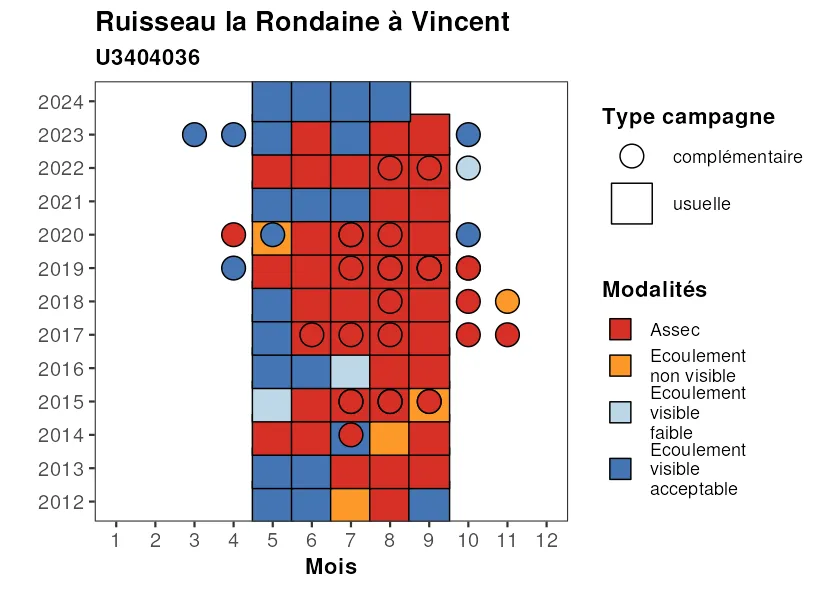 Ruisseau la Rondaine à Vincent
U3404036
2024
2023
2022
2021
2020
2019
2018
2017
2016
2015
2014
2013
2012
1 2 3 4 5 6 7 8 9 10 11 12
Mois
Type campagne
complémentaire
usuelle
Modalités
Assec
Ecoulement
non visible
Ecoulement
visible
faible
Ecoulement
visible
acceptable